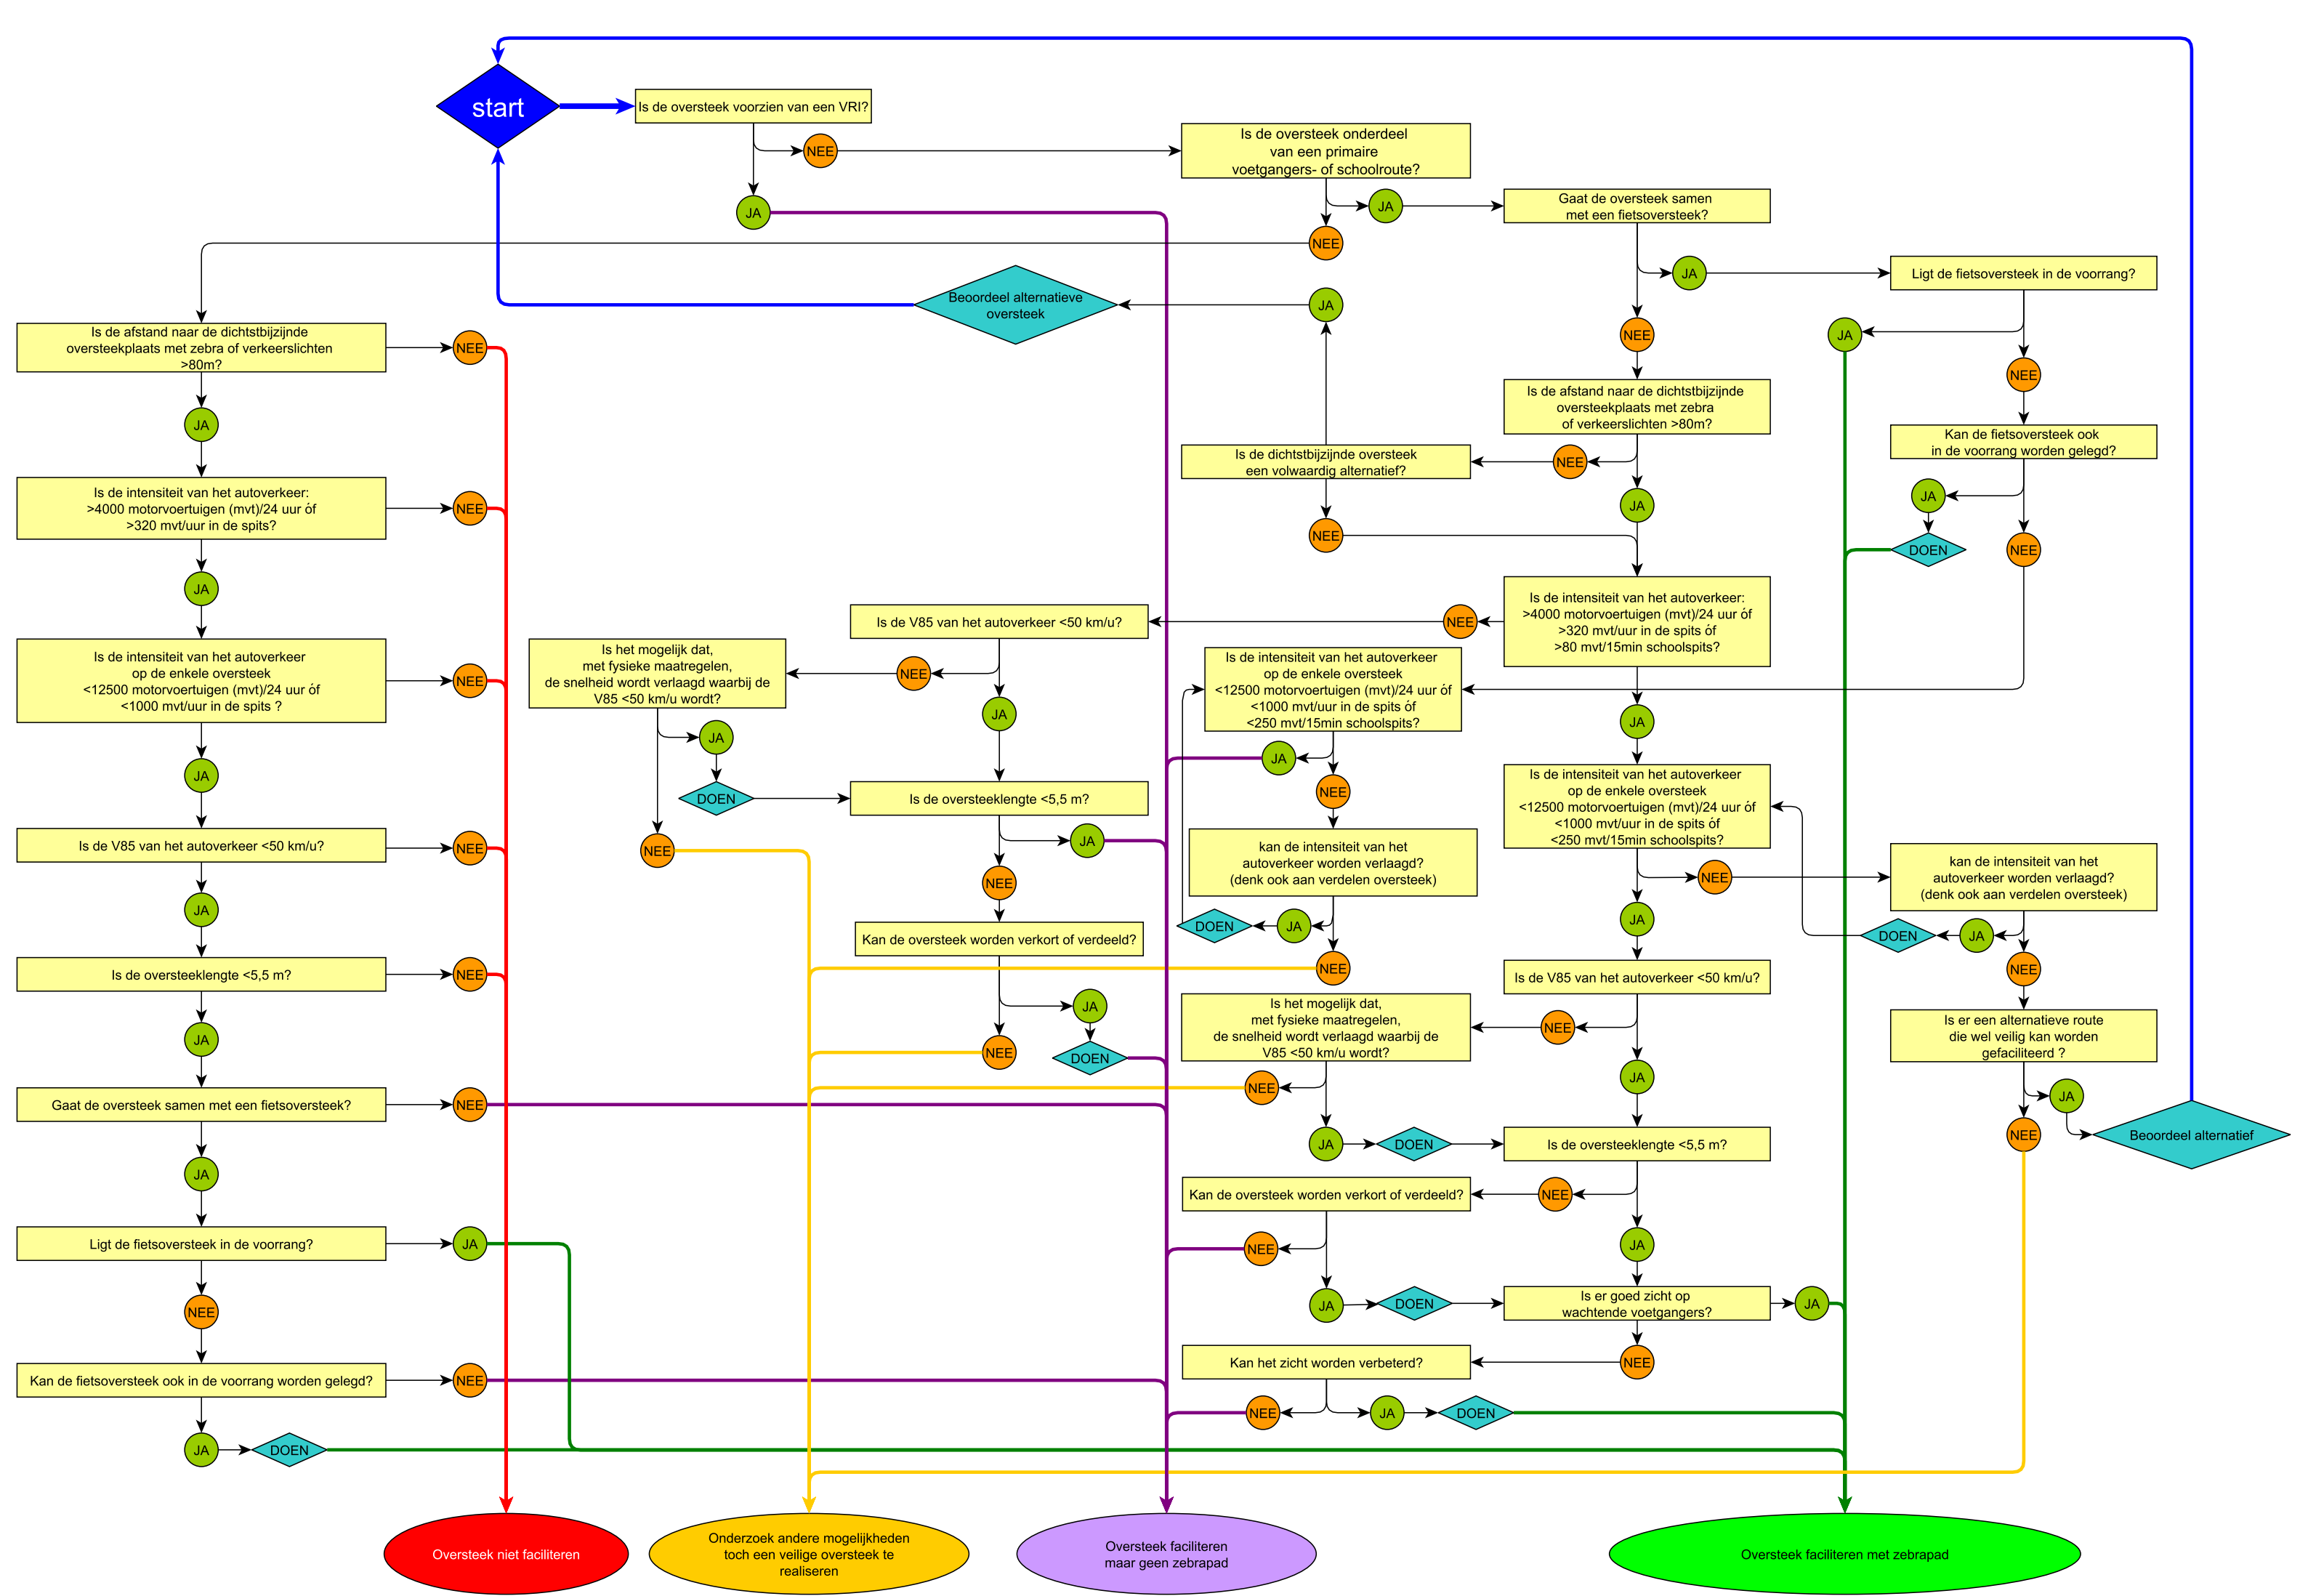 start
Is de oversteek voorzien van een VRI?
NEE
JA
Is de oversteek onderdeel
van een primaire
voetgangers- of schoolroute?
JA
NEE
Gaat de oversteek samen
met een fietsoversteek?
JA
NEE
Ligt de fietsoversteek in de voorrang?
JA
NEE
Kan de fietsoversteek ook
in de voorrang worden gelegd?
JA
DOEN
NEE
Beoordeel alternatieve
oversteek
JA
Is de afstand naar de dichtstbijzijnde
oversteekplaats met zebra
of verkeerslichten >80m?
NEE
JA
Is de dichtstbijzijnde oversteek
een volwaardig alternatief?
NEE
Is de afstand naar de dichtstbijzijnde
oversteekplaats met zebra of verkeerslichten
>80m?
NEE
JA
Is de intensiteit van het autoverkeer:
>4000 motorvoertuigen (mvt)/24 uur óf
>320 mvt/uur in de spits?
NEE
JA
Is de intensiteit van het autoverkeer
op de enkele oversteek
<12500 motorvoertuigen (mvt)/24 uur óf
<1000 mvt/uur in de spits ?
NEE
JA
Is de V85 van het autoverkeer <50 km/u?
NEE
JA
Is de oversteeklengte <5,5 m?
NEE
JA
Gaat de oversteek samen met een fietsoversteek?
NEE
JA
Ligt de fietsoversteek in de voorrang?
JA
NEE
Kan de fietsoversteek ook in de voorrang worden gelegd?
NEE
JA
DOEN
Is de intensiteit van het autoverkeer:
>4000 motorvoertuigen (mvt)/24 uur óf
>320 mvt/uur in de spits óf
>80 mvt/15min schoolspits?
NEE
JA
Is de V85 van het autoverkeer <50 km/u?
NEE
JA
Is het mogelijk dat,
met fysieke maatregelen,
de snelheid wordt verlaagd waarbij de
V85 <50 km/u wordt?
JA
DOEN
NEE
Is de oversteeklengte <5,5 m?
JA
NEE
Kan de oversteek worden verkort of verdeeld?
JA
DOEN
NEE
Is de intensiteit van het autoverkeer
op de enkele oversteek
<12500 motorvoertuigen (mvt)/24 uur óf
<1000 mvt/uur in de spits óf
<250 mvt/15min schoolspits?
JA
NEE
kan de intensiteit van het
autoverkeer worden verlaagd?
(denk ook aan verdelen oversteek)
JA
DOEN
NEE
Is de intensiteit van het autoverkeer
op de enkele oversteek
<12500 motorvoertuigen (mvt)/24 uur óf
<1000 mvt/uur in de spits óf
<250 mvt/15min schoolspits?
NEE
JA
kan de intensiteit van het
autoverkeer worden verlaagd?
(denk ook aan verdelen oversteek)
JA
DOEN
NEE
Is er een alternatieve route
die wel veilig kan worden
gefaciliteerd ?
JA
NEE
Beoordeel alternatief
Is de V85 van het autoverkeer <50 km/u?
NEE
JA
Is het mogelijk dat,
met fysieke maatregelen,
de snelheid wordt verlaagd waarbij de
V85 <50 km/u wordt?
NEE
JA
DOEN
Is de oversteeklengte <5,5 m?
NEE
JA
Kan de oversteek worden verkort of verdeeld?
NEE
JA
DOEN
Is er goed zicht op
wachtende voetgangers?
JA
NEE
Kan het zicht worden verbeterd?
NEE
JA
DOEN
Oversteek niet faciliteren
Onderzoek andere mogelijkheden
toch een veilige oversteek te
realiseren
Oversteek faciliteren
maar geen zebrapad
Oversteek faciliteren met zebrapad